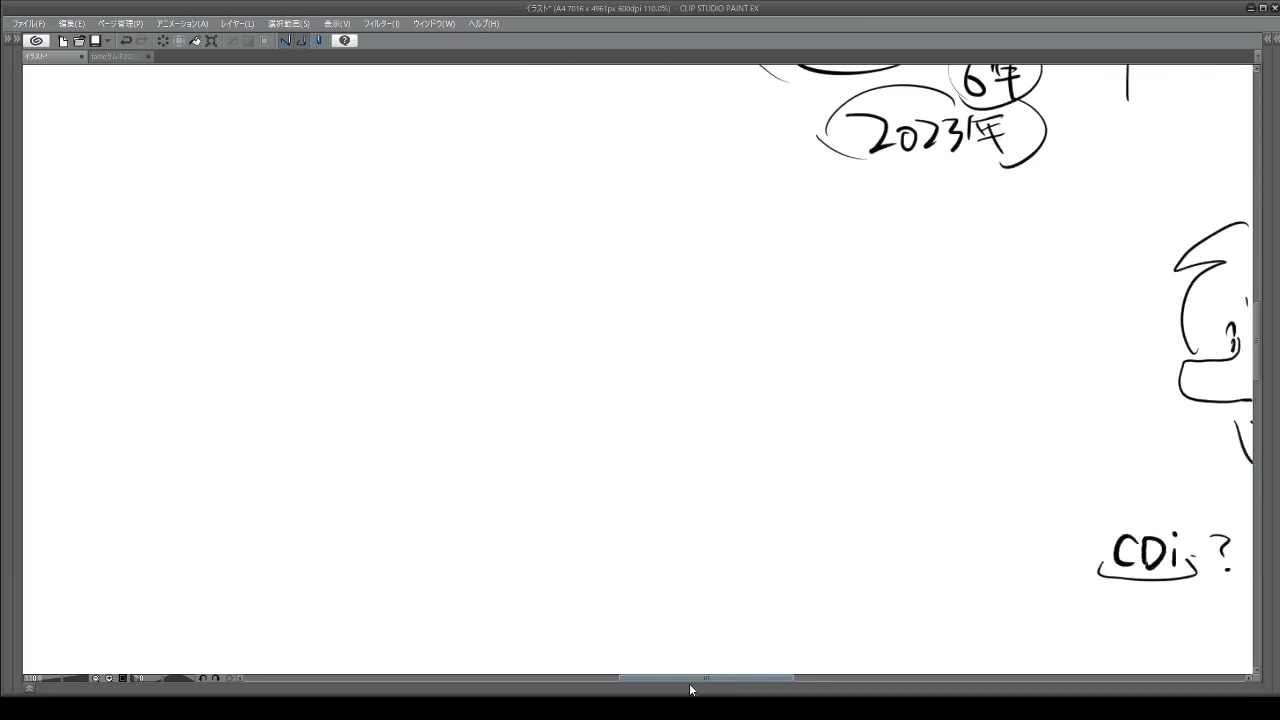 イラスト* (A4 7016 x 4961px 600dpi 110.0%) - CLIP STUDIO PAINT EX
ファイル(F) 編集(E) ページ管理(P) アニメーション(A) レイヤー(L) 選択範囲(S) 表示(V) フィルター(I) ウィンドウ(W) ヘルプ(H)
イラスト*
6年
2023年
CDi ?
110.0